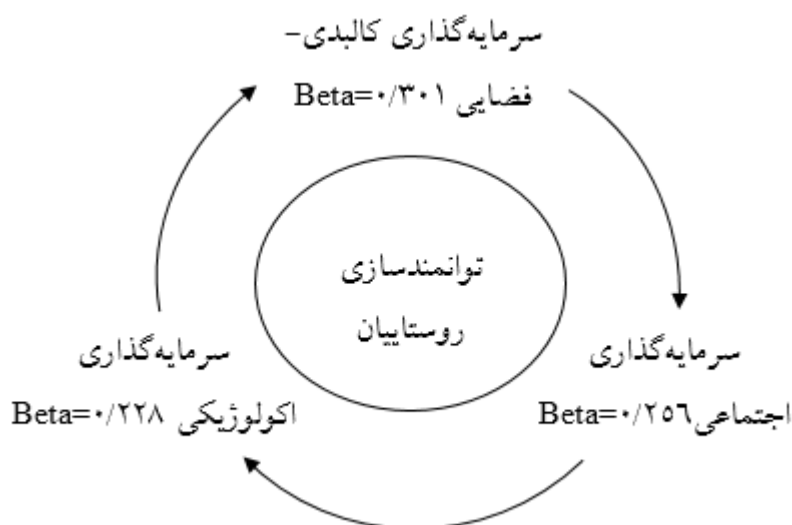 سرمایه‌گذاری کالبدی-
فضایی Beta=۰/۳۰۱
توانمندسازی
روستاییان
سرمایه‌گذاری
اجتماعی Beta=۰/۲۵۶
سرمایه‌گذاری
اکولوژیکی Beta=۰/۲۲۸